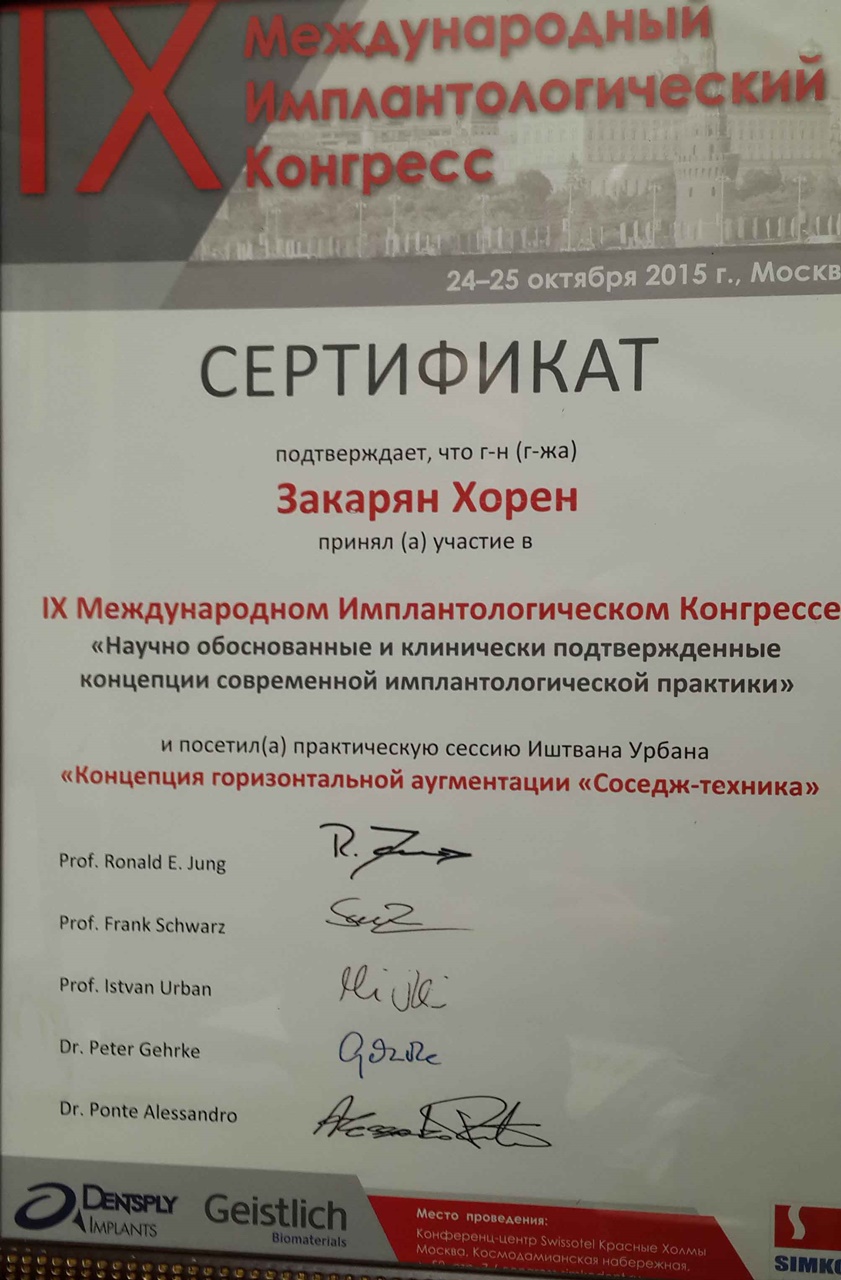 IX Международный
Имплантологический
Конгресс
24–25 октября 2015 г., Москв
СЕРТИФИКАТ
подтверждает, что г-н (г-жа)
Закарян Хорен
принял (а) участие в
IX Международном Имплантологическом Конгрессе
«Научно обоснованные и клинически подтвержденные
концепции современной имплантологической практики»
и посетил(а) практическую сессию Иштвана Урбана
«Концепция горизонтальной аугментации «Соседж-техника»
Prof. Ronald E. Jung
Prof. Frank Schwarz
Prof. Istvan Urban
Dr. Peter Gehrke
Dr. Ponte Alessandro
DENTSPLY
IMPLANTS
Geistlich
Biomaterials
Место проведения:
Конференц-центр Swissotel Красные Холмы
Москва, Космодамианская набережная,
SIMKO